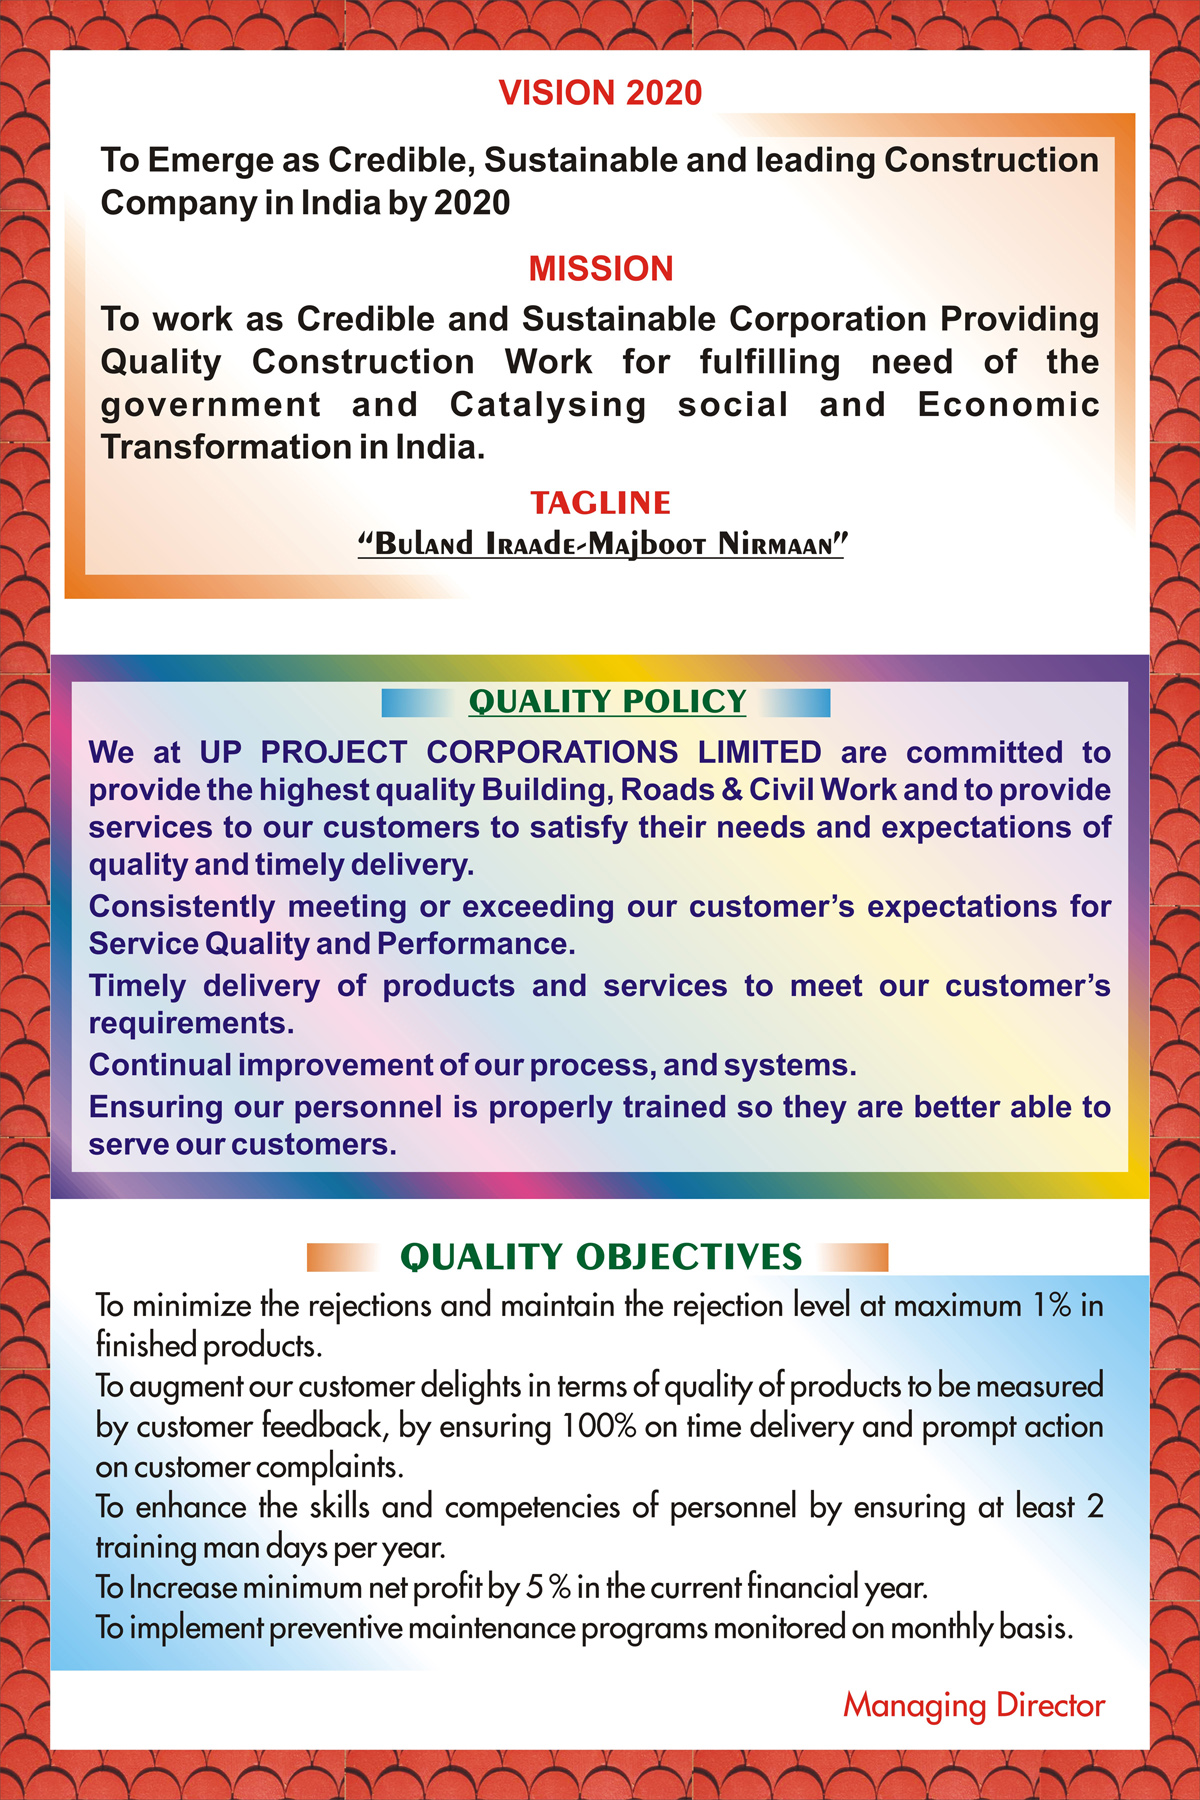 VISION 2020
To Emerge as Credible, Sustainable and leading Construction
Company in India by 2020
MISSION
To work as Credible and Sustainable Corporation Providing
Quality Construction Work for fulfilling need of the
government and Catalysing social and Economic
Transformation in India.
TAGLINE
“Buland Iraade-Majboot Nirmaan”
QUALITY POLICY
We at UP PROJECT CORPORATIONS LIMITED are committed to
provide the highest quality Building, Roads & Civil Work and to provide
services to our customers to satisfy their needs and expectations of
quality and timely delivery.
Consistently meeting or exceeding our customer’s expectations for
Service Quality and Performance.
Timely delivery of products and services to meet our customer’s
requirements.
Continual improvement of our process, and systems.
Ensuring our personnel is properly trained so they are better able to
serve our customers.
QUALITY OBJECTIVES
To minimize the rejections and maintain the rejection level at maximum 1% in
finished products.
To augment our customer delights in terms of quality of products to be measured
by customer feedback, by ensuring 100% on time delivery and prompt action
on customer complaints.
To enhance the skills and competencies of personnel by ensuring at least 2
training man days per year.
To Increase minimum net profit by 5 % in the current financial year.
To implement preventive maintenance programs monitored on monthly basis.
Managing Director